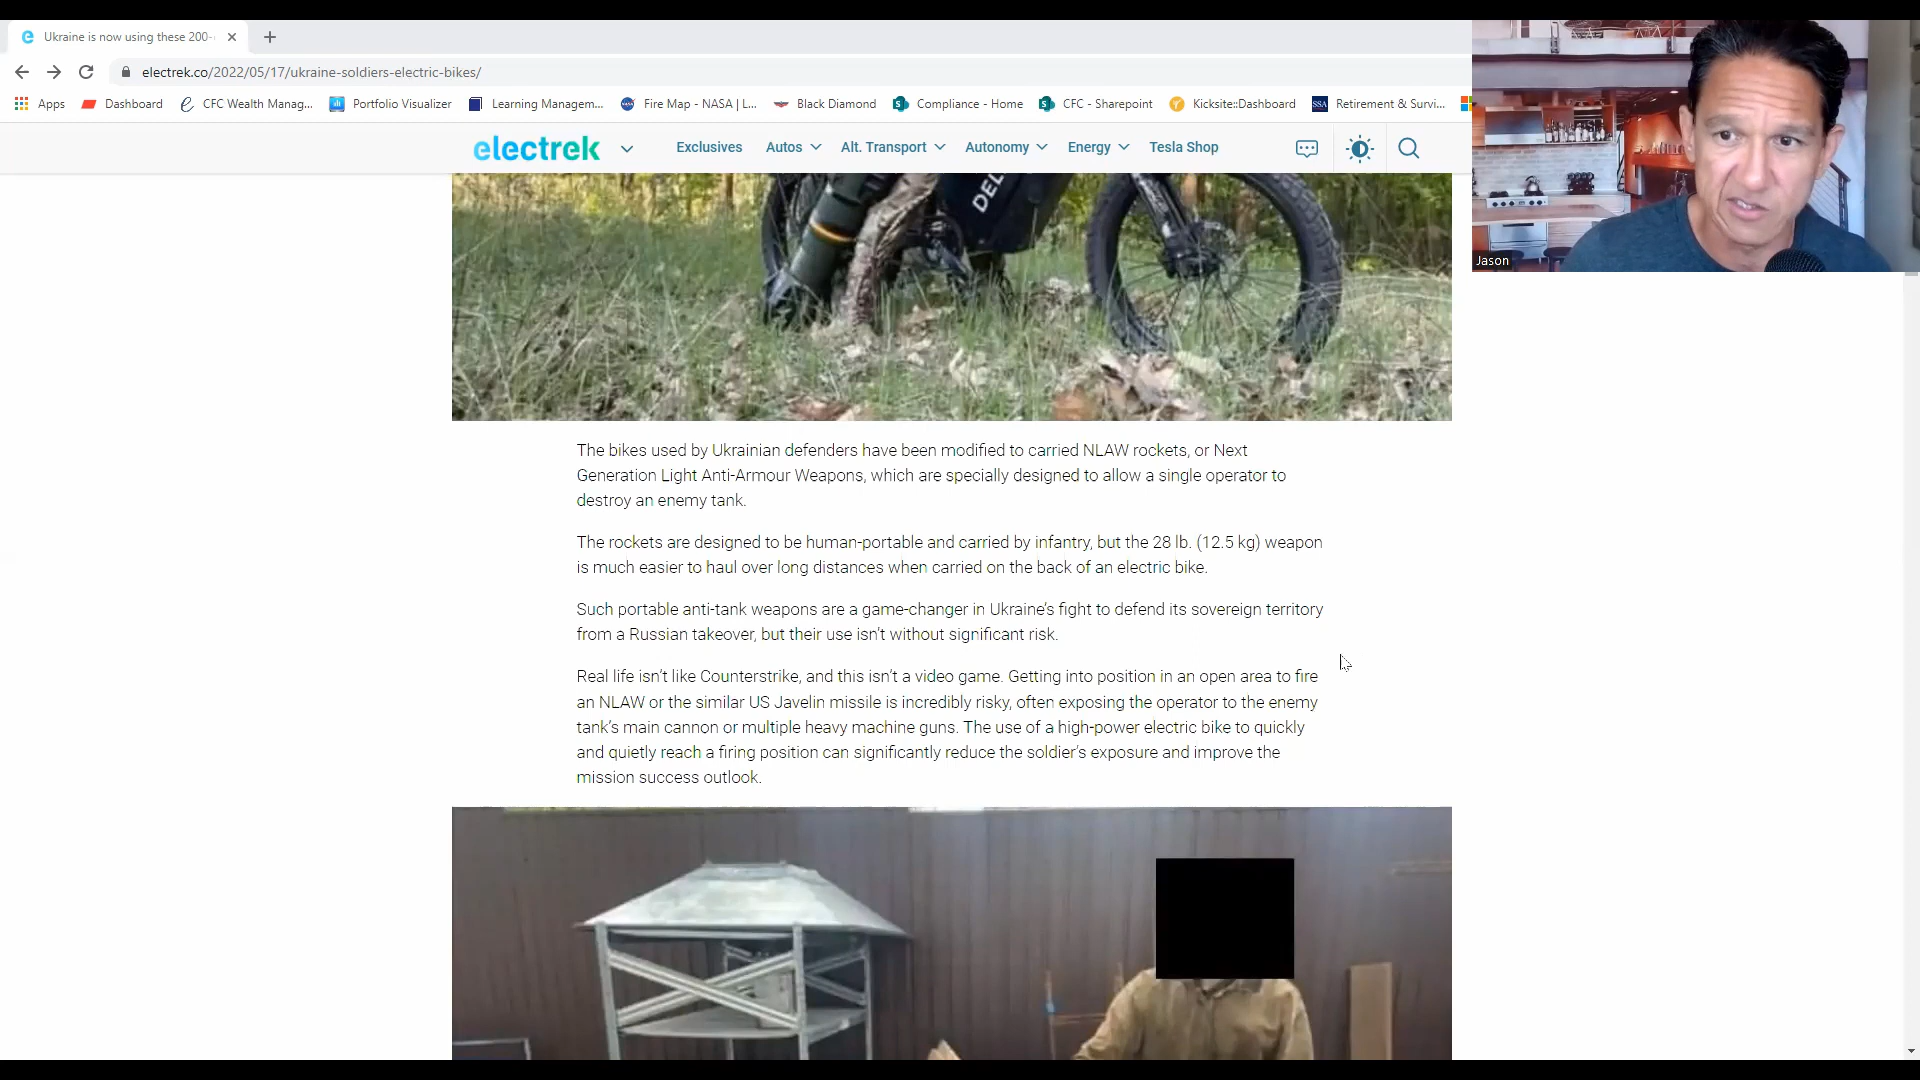 Ukraine is now using these 200-
electrek.co/2022/05/17/ukraine-soldiers-electric-bikes/
Apps Dashboard CFC Wealth Manag... Portfolio Visualizer Learning Managem... Fire Map - NASA | L... Black Diamond Compliance - Home CFC - Sharepoint Kicksite::Dashboard SSA Retirement & Survi...
electrek Exclusives Autos Alt. Transport Autonomy Energy Tesla Shop
Jason
DEL
The bikes used by Ukrainian defenders have been modified to carried NLAW rockets, or Next
Generation Light Anti-Armour Weapons, which are specially designed to allow a single operator to
destroy an enemy tank.
The rockets are designed to be human-portable and carried by infantry, but the 28 lb. (12.5 kg) weapon
is much easier to haul over long distances when carried on the back of an electric bike.
Such portable anti-tank weapons are a game-changer in Ukraine's fight to defend its sovereign territory
from a Russian takeover, but their use isn't without significant risk.
Real life isn't like Counterstrike, and this isn't a video game. Getting into position in an open area to fire
an NLAW or the similar US Javelin missile is incredibly risky, often exposing the operator to the enemy
tank's main cannon or multiple heavy machine guns. The use of a high-power electric bike to quickly
and quietly reach a firing position can significantly reduce the soldier's exposure and improve the
mission success outlook.